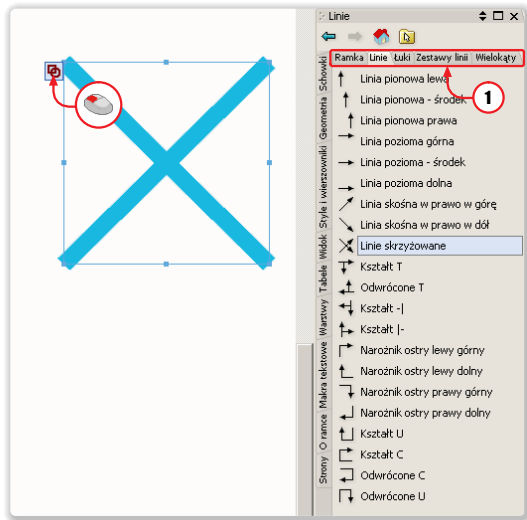 Linie
Ramka Linie Łuki Zestawy linii Wielokąty
1
Schowki
Geometria
Style i wierszowniki
Widok
Tabele
Warstwy
Makra tekstowe
O ramce
Strony
Linia pionowa lewa
Linia pionowa - środek
Linia pionowa prawa
Linia pozioma górna
Linia pozioma - środek
Linia pozioma dolna
Linia skośna w prawo w górę
Linia skośna w prawo w dół
Linie skrzyżowane
Kształt T
Odwrócone T
Kształt -|
Kształt |-
Narożnik ostry lewy górny
Narożnik ostry lewy dolny
Narożnik ostry prawy górny
Narożnik ostry prawy dolny
Kształt U
Kształt C
Odwrócone C
Odwrócone U